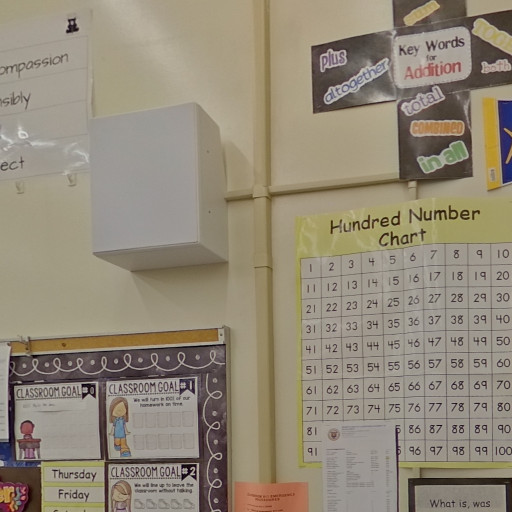 ompassion
sibly
ect
plus
altogether
Key Words
for
Addition
sum
both
total
COMBINED
in all
Hundred Number
Chart
1 2 3 4 5 6 7 8 9 10
11 12 13 14 15 16 17 18 19 20
21 22 23 24 25 26 27 28 29 30
31 32 33 34 35 36 37 38 39 40
41 42 43 44 45 46 47 48 49 50
51 52 53 54 55 56 57 58 59 60
61 62 63 64 65 66 67 68 69 70
71 72 73 74 75 76 77 78 79 80
81 86 87 88 89 90
91 96 97 98 99 100
CLASSROOM GOAL
CLASSROOM GOAL #1
We will turn in 100% of our
homework on time.
Thursday
Friday
CLASSROOM GOAL #2
We will line up to leave the
classroom without talking
What is, was